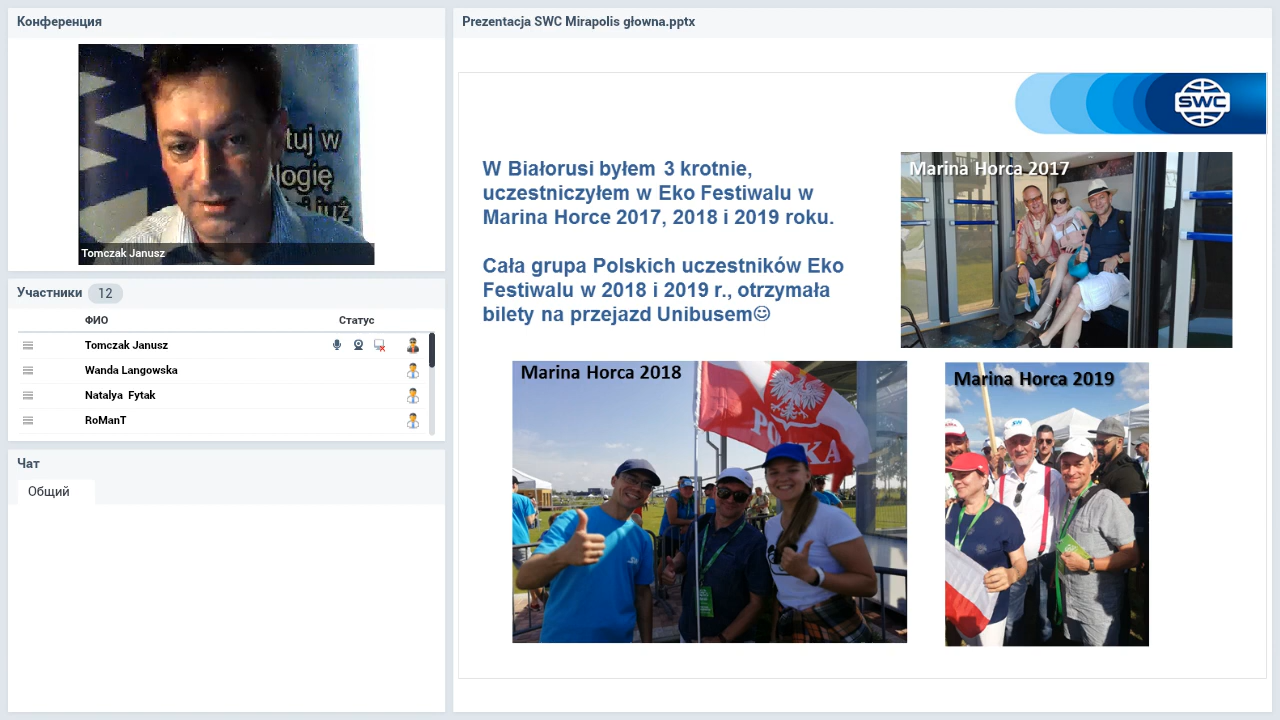 Конференция
tuj w
logię
już
Tomczak Janusz
Участники 12
ФИО Статус
Tomczak Janusz
Wanda Langowska
Natalya Fytak
RoManT
Чат
Общий
Prezentacja SWC Mirapolis głowna.pptx
SWC
W Białorusi byłem 3 krotnie,
uczestniczyłem w Eko Festiwalu w
Marina Horce 2017, 2018 i 2019 roku.
Cała grupa Polskich uczestników Eko
Festiwalu w 2018 i 2019 r., otrzymała
bilety na przejazd Unibusem☺
Marina Horca 2017
Marina Horca 2018
POLSKA
Marina Horca 2019